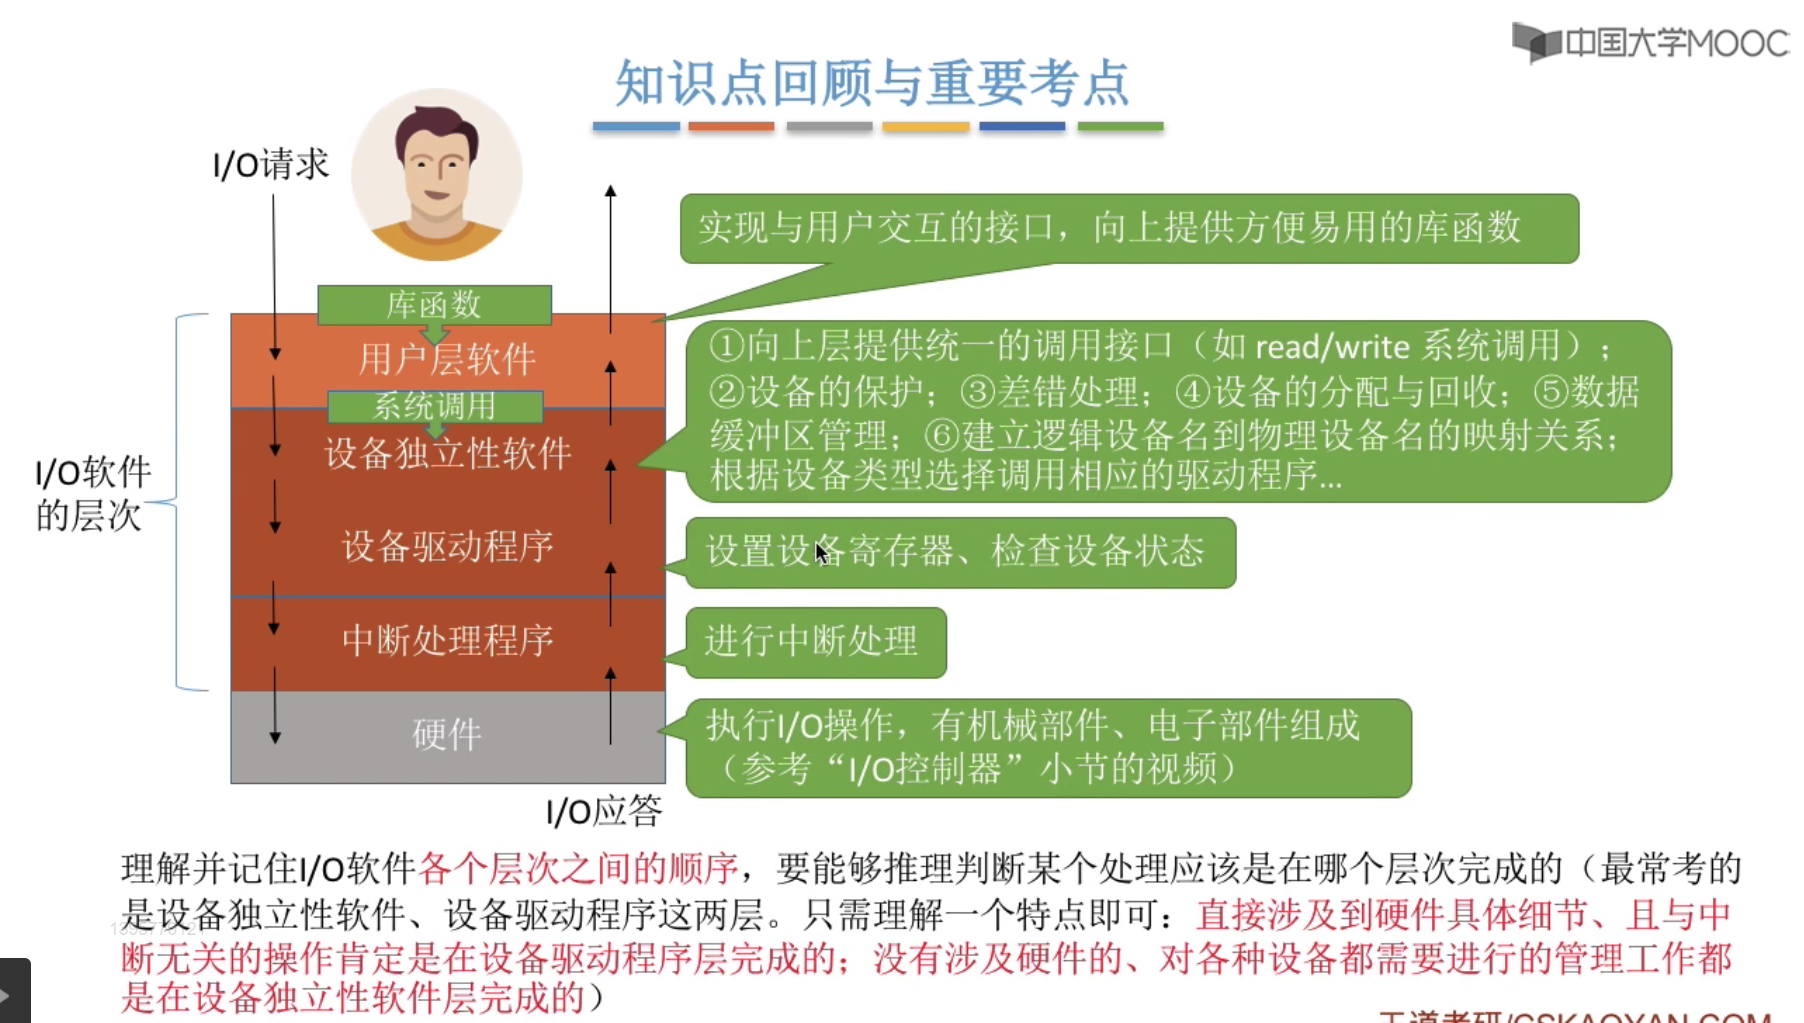 中国大学MOOC
知识点回顾与重要考点
I/O请求
实现与用户交互的接口，向上提供方便易用的库函数
库函数
用户层软件
系统调用
设备独立性软件
①向上层提供统一的调用接口（如 read/write 系统调用）；
②设备的保护；③差错处理；④设备的分配与回收；⑤数据
缓冲区管理；⑥建立逻辑设备名到物理设备名的映射关系；
根据设备类型选择调用相应的驱动程序...
I/O软件
的层次
设备驱动程序
设置设备寄存器、检查设备状态
中断处理程序
进行中断处理
硬件
执行I/O操作，有机械部件、电子部件组成
（参考“I/O控制器”小节的视频）
I/O应答
理解并记住I/O软件各个层次之间的顺序，要能够推理判断某个处理应该是在哪个层次完成的（最常考的
是设备独立性软件、设备驱动程序这两层。只需理解一个特点即可：直接涉及到硬件具体细节、且与中
断无关的操作肯定是在设备驱动程序层完成的；没有涉及硬件的、对各种设备都需要进行的管理工作都
是在设备独立性软件层完成的）
王道考研/CSKAOYAN.COM